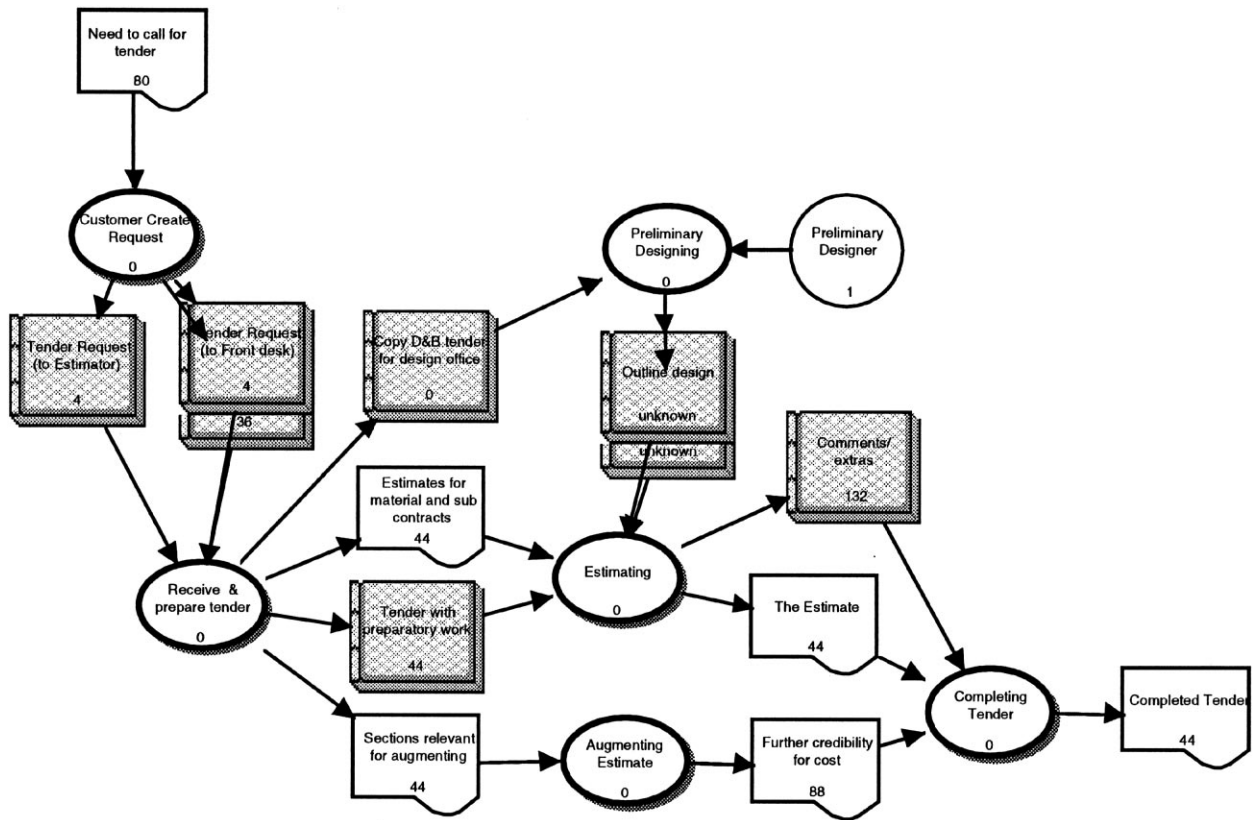 Need to call for
tender
80
Customer Create
Request
0
Preliminary
Designing
0
Preliminary
Designer
1
Tender Request
(to Estimator)
4
Tender Request
(to Front desk)
4
36
Copy D&B tender
for design office
0
Outline design
unknown
unknown
Comments/
extras
132
Estimates for
material and sub
contracts
44
Receive &
prepare tender
0
Estimating
0
Tender with
preparatory work
44
The Estimate
44
Completing
Tender
0
Completed Tender
44
Sections relevant
for augmenting
44
Augmenting
Estimate
0
Further credibility
for cost
88